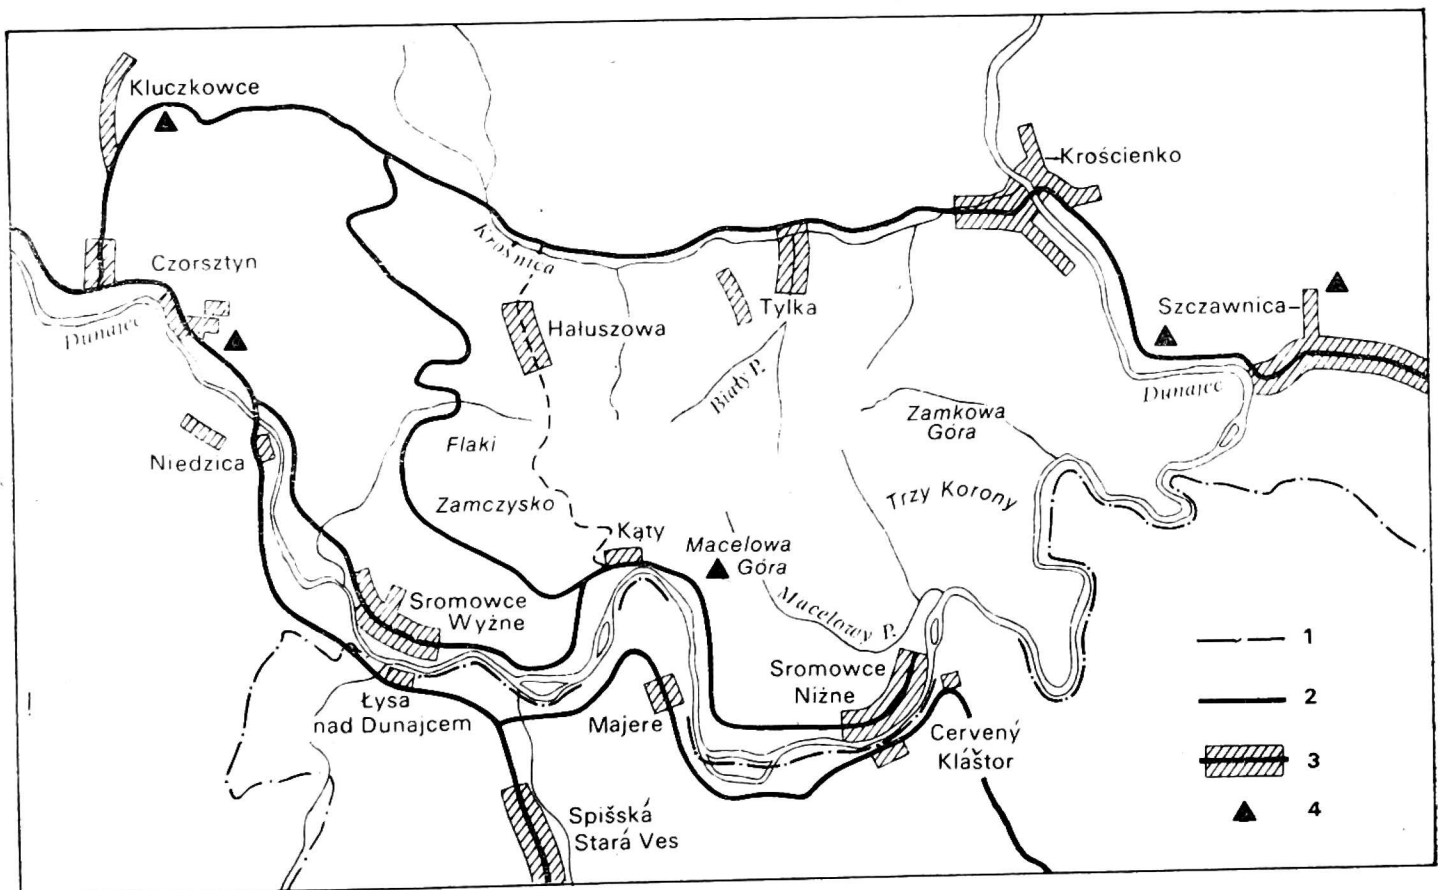 Kluczkowce
Krościenko
Krośnica
Czorsztyn
Dunajec
Hałuszowa
Tylka
Szczawnica
Biały P.
Dunajec
Zamkowa
Góra
Flaki
Niedzica
Trzy Korony
Zamczysko
Kąty
Macelowa
Góra
Sromowce
Wyżne
Macelowy P.
1
Sromowce
Niżne
2
Łysa
nad Dunajcem
Majere
Cervený
Kláštor
3
Spišská
Stará Ves
4